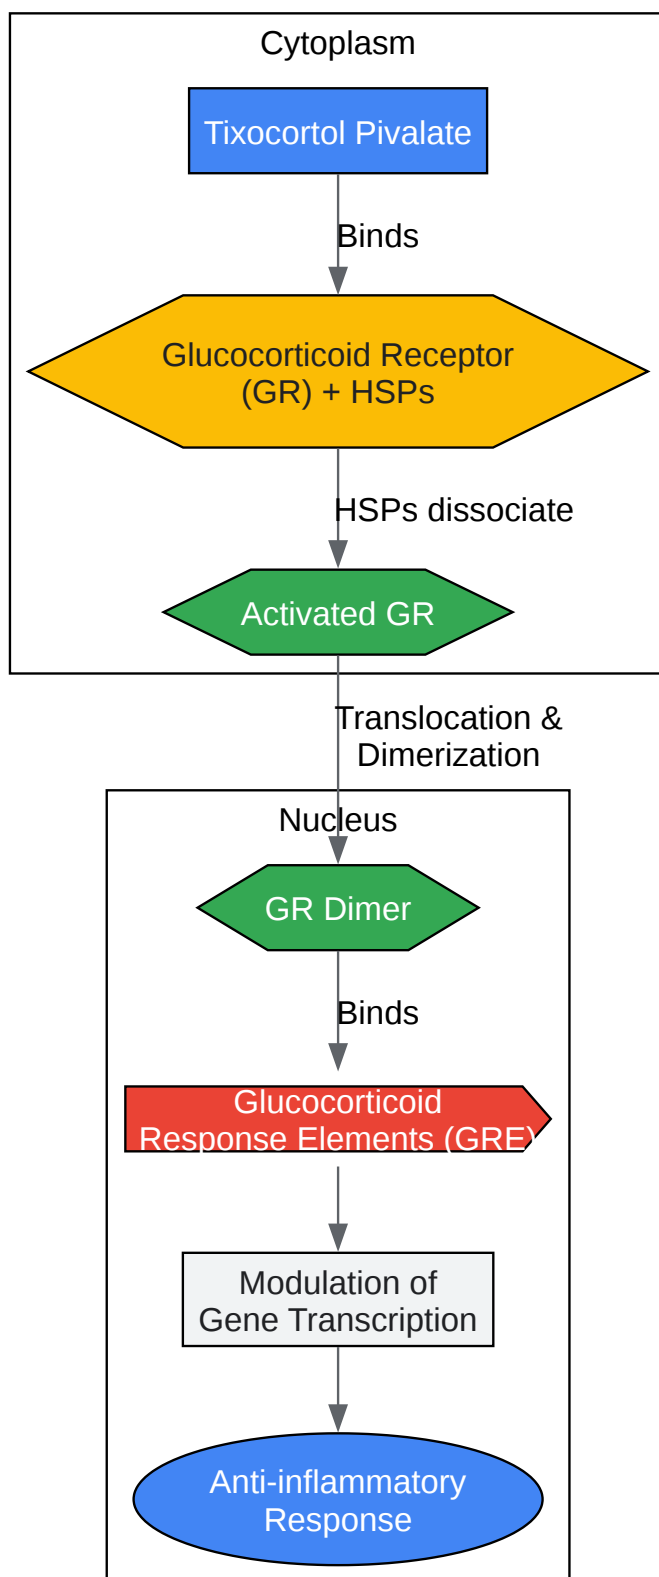 Cytoplasm
Tixocortol Pivalate
Binds
Glucocorticoid Receptor
(GR) + HSPs
HSPs dissociate
Activated GR
Translocation &
Dimerization
Nucleus
GR Dimer
Binds
Glucocorticoid
Response Elements (GRE)
Modulation of
Gene Transcription
Anti-inflammatory
Response